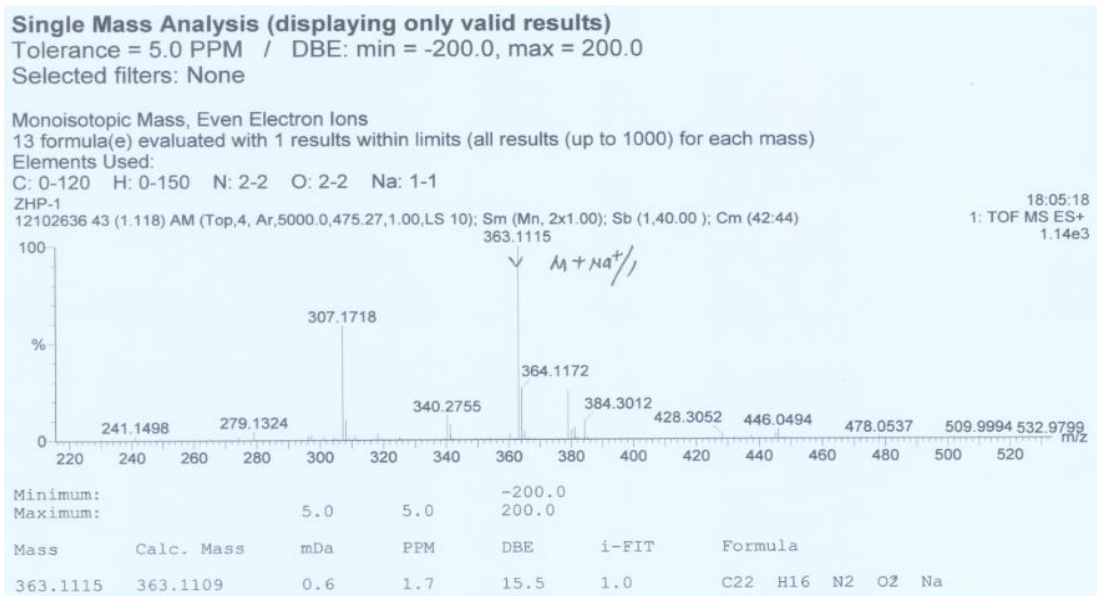 Single Mass Analysis (displaying only valid results)
Tolerance = 5.0 PPM / DBE: min = -200.0, max = 200.0
Selected filters: None
Monoisotopic Mass, Even Electron Ions
13 formula(e) evaluated with 1 results within limits (all results (up to 1000) for each mass)
Elements Used:
C: 0-120 H: 0-150 N: 2-2 O: 2-2 Na: 1-1
ZHP-1 18:05:18
12102636 43 (1.118) AM (Top,4, Ar,5000.0,475.27,1.00,LS 10); Sm (Mn, 2x1.00); Sb (1,40.00 ); Cm (42:44) 1: TOF MS ES+
363.1115 1.14e3
100
M + Na+
307.1718
%
364.1172
340.2755 384.3012
241.1498 279.1324 428.3052 446.0494 478.0537 509.9994 532.9799
0 m/z
220 240 260 280 300 320 340 360 380 400 420 440 460 480 500 520
Minimum: -200.0
Maximum: 5.0 5.0 200.0
Mass Calc. Mass mDa PPM DBE i-FIT Formula
363.1115 363.1109 0.6 1.7 15.5 1.0 C22 H16 N2 O2 Na